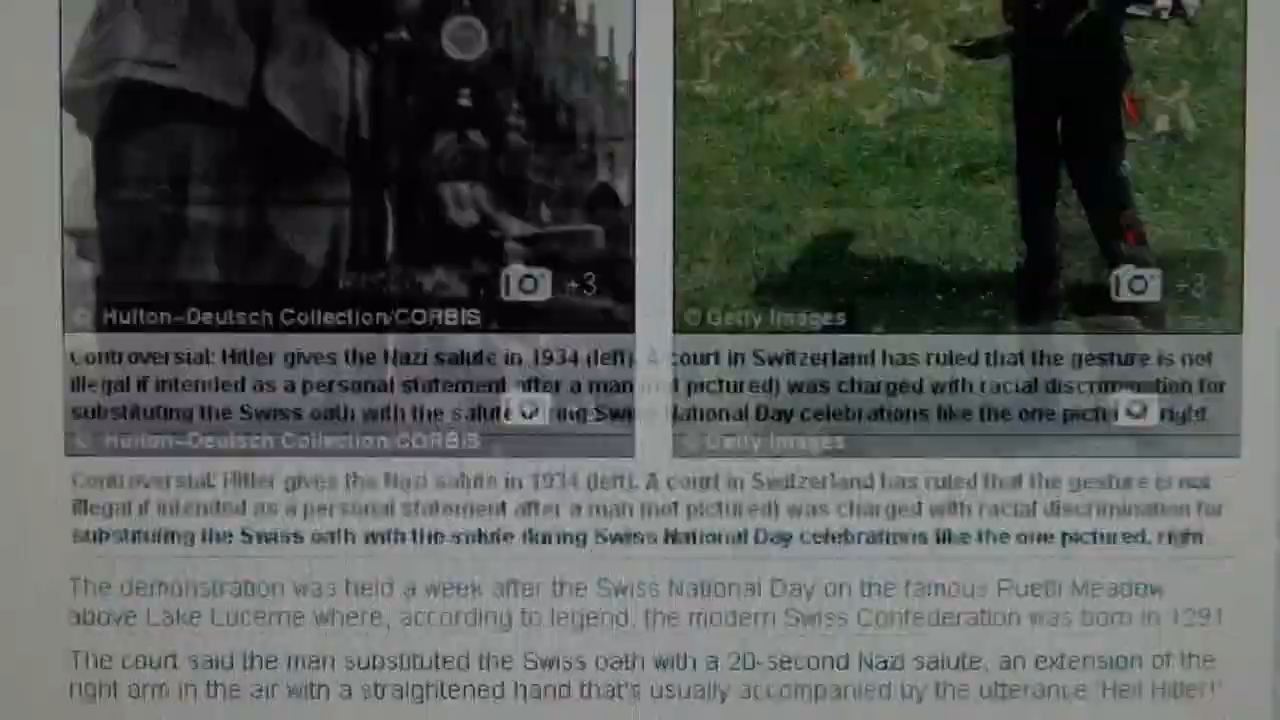 +3
+3
© Hulton-Deutsch Collection/CORBIS
© Getty Images
Controversial: Hitler gives the Nazi salute in 1934 (left). A court in Switzerland has ruled that the gesture is not
illegal if intended as a personal statement after a man (not pictured) was charged with racial discrimination for
substituting the Swiss oath with the salute during Swiss National Day celebrations like the one pictured, right
© Hulton-Deutsch Collection/CORBIS
© Getty Images
Controversial: Hitler gives the Nazi salute in 1934 (left). A court in Switzerland has ruled that the gesture is not
illegal if intended as a personal statement after a man (not pictured) was charged with racial discrimination for
substituting the Swiss oath with the salute during Swiss National Day celebrations like the one pictured, right
The demonstration was held a week after the Swiss National Day on the famous Ruetli Meadow
above Lake Lucerne where, according to legend, the modern Swiss Confederation was born in 1291
The court said the man substituted the Swiss oath with a 20-second Nazi salute, an extension of the
right arm in the air with a straightened hand that's usually accompanied by the utterance 'Heil Hitler!'